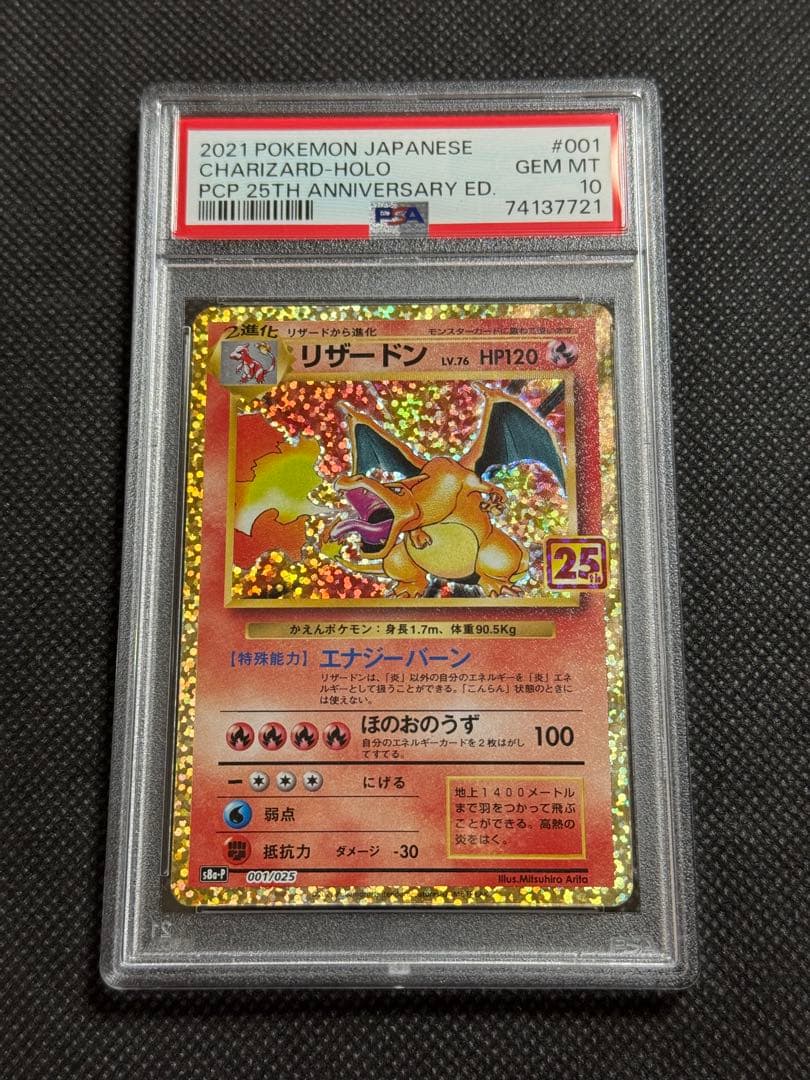 2021 POKEMON JAPANESE #001
CHARIZARD-HOLO GEM MT
PCP 25TH ANNIVERSARY ED. 10
PSA 74137721
2進化 リザードから進化
リザードン LV.76 HP120
25th
かえんポケモン:身長1.7m、体重90.5Kg
【特殊能力】エナジーバーン
リザードンは、「炎」以外の自分のエネルギーを「炎」エネ
ルギーとして扱うことができる。「こんらん」状態のときに
は使えない。
ほのおのうず 100
自分のエネルギーカードを2枚はがし
てすてる。
にげる
弱点
抵抗力 ダメージ -30
地上1400メートル
まで羽をつかって飛ぶ
ことができる。高熱の
炎をはく。
s8a-P 001/025
Illus.Mitsuhiro Arita